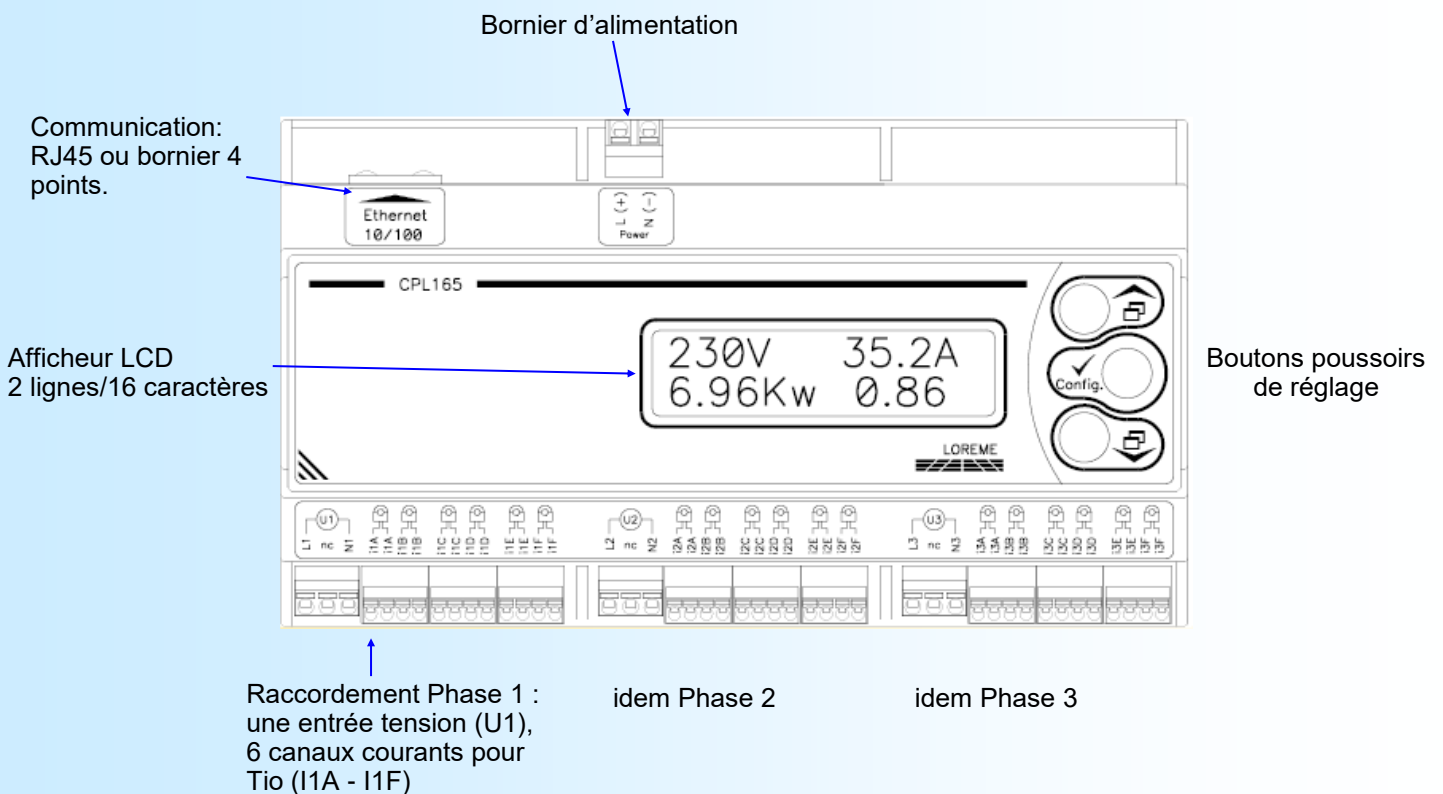 Bornier d’alimentation
Communication:
RJ45 ou bornier 4
points.
Ethernet
10/100
L (+)
N (-)
Power
CPL165
Afficheur LCD
2 lignes/16 caractères
230V 35.2A
6.96Kw 0.86
Config.
Boutons poussoirs
de réglage
LOREME
U1
L1 nc N1 i1A i1A i1B i1B i1C i1C i1D i1D i1E i1E i1F i1F
U2
L2 nc N2 i2A i2A i2B i2B i2C i2C i2D i2D i2E i2E i2F i2F
U3
L3 nc N3 i3A i3A i3B i3B i3C i3C i3D i3D i3E i3E i3F i3F
Raccordement Phase 1 :
une entrée tension (U1),
6 canaux courants pour
Tio (I1A - I1F)
idem Phase 2
idem Phase 3